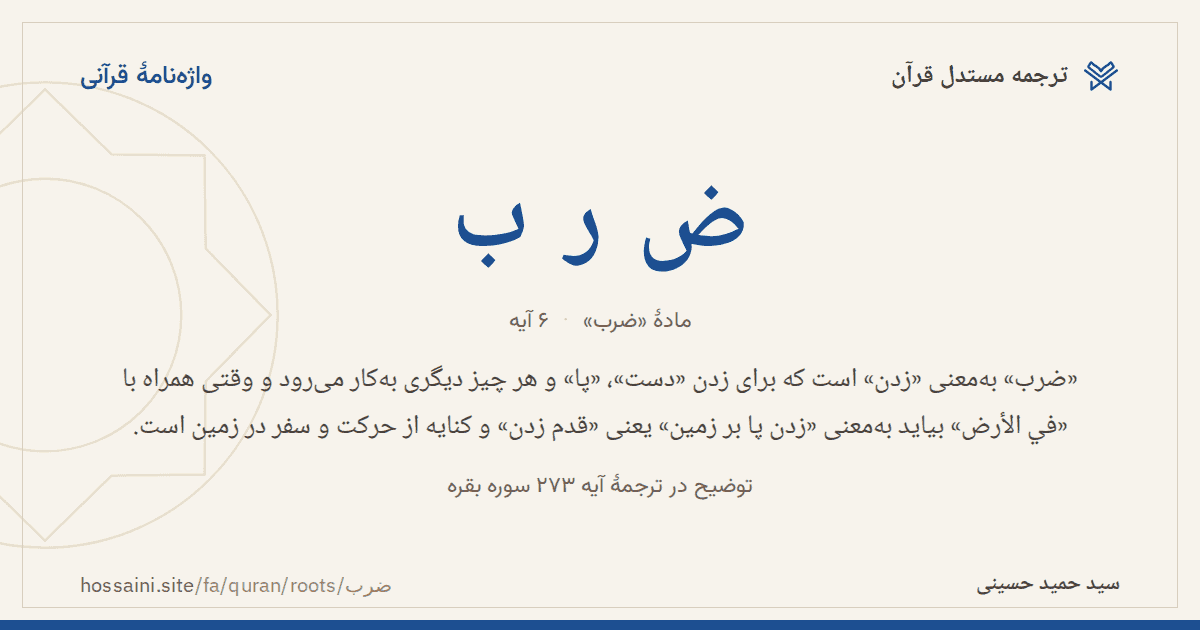 ترجمه مستدل قرآن
واژه‌نامهٔ قرآنی
ض ر ب
مادهٔ «ضرب» · ۶ آیه
«ضرب» به‌معنی «زدن» است که برای زدن «دست»، «پا» و هر چیز دیگری به‌کار می‌رود و وقتی همراه با
«في الأرض» بیاید به‌معنی «زدن پا بر زمین» یعنی «قدم زدن» و کنایه از حرکت و سفر در زمین است.
توضیح در ترجمهٔ آیه ۲۷۳ سوره بقره
سید حمید حسینی
hossaini.site/fa/quran/roots/ضرب